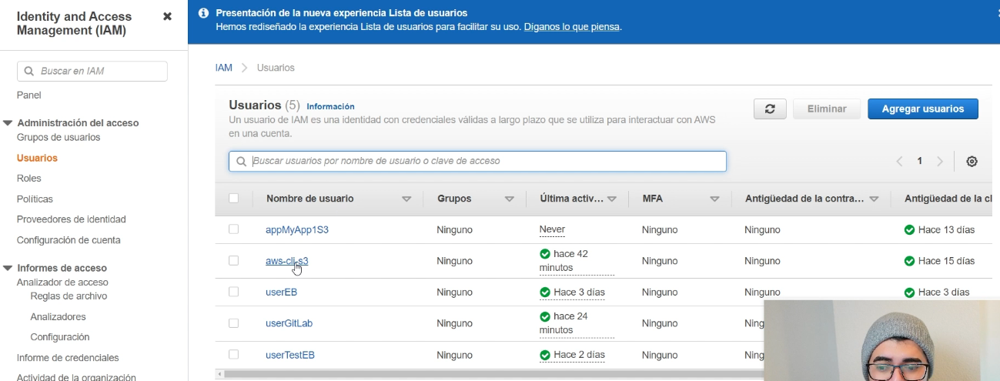 Identity and Access
Management (IAM)
Buscar en IAM
Panel
Administración del acceso
Grupos de usuarios
Usuarios
Roles
Políticas
Proveedores de identidad
Configuración de cuenta
Informes de acceso
Analizador de acceso
Reglas de archivo
Analizadores
Configuración
Informe de credenciales
Actividad de la organización
Presentación de la nueva experiencia Lista de usuarios
Hemos rediseñado la experiencia Lista de usuarios para facilitar su uso. Díganos lo que piensa.
IAM > Usuarios
Usuarios (5) Información
Un usuario de IAM es una identidad con credenciales válidas a largo plazo que se utiliza para interactuar con AWS
en una cuenta.
Eliminar
Agregar usuarios
Buscar usuarios por nombre de usuario o clave de acceso
1
Nombre de usuario Grupos Última activ... MFA Antigüedad de la contra... Antigüedad de la cl
appMyApp1S3 Ninguno Never Ninguno Ninguno Hace 13 días
aws-cli-s3 Ninguno hace 42 minutos Ninguno Ninguno Hace 15 días
userEB Ninguno Hace 3 días Ninguno Ninguno Hace 3 días
userGitLab Ninguno hace 24 minutos Ninguno Ning
userTestEB Ninguno Hace 2 días Ninguno Ning